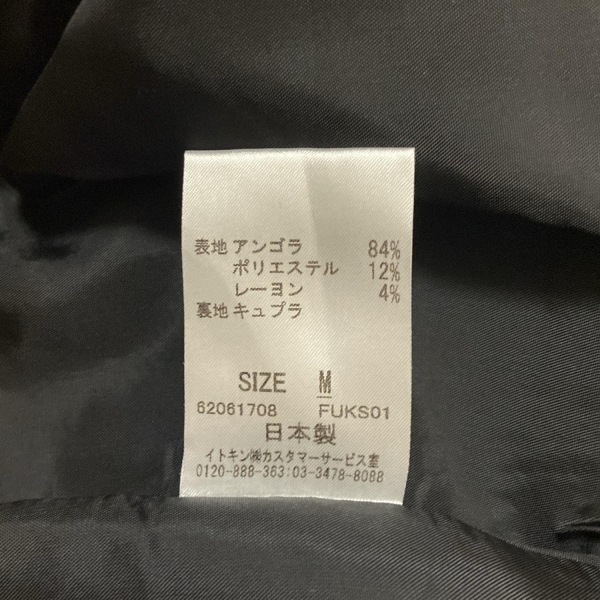 表地 アンゴラ 84%
ポリエステル 12%
レーヨン 4%
裏地 キュプラ
SIZE M
62061708 FUKS01
日本製
イトキン㈱カスタマーサービス室
0120-888-363:03-3478-8088